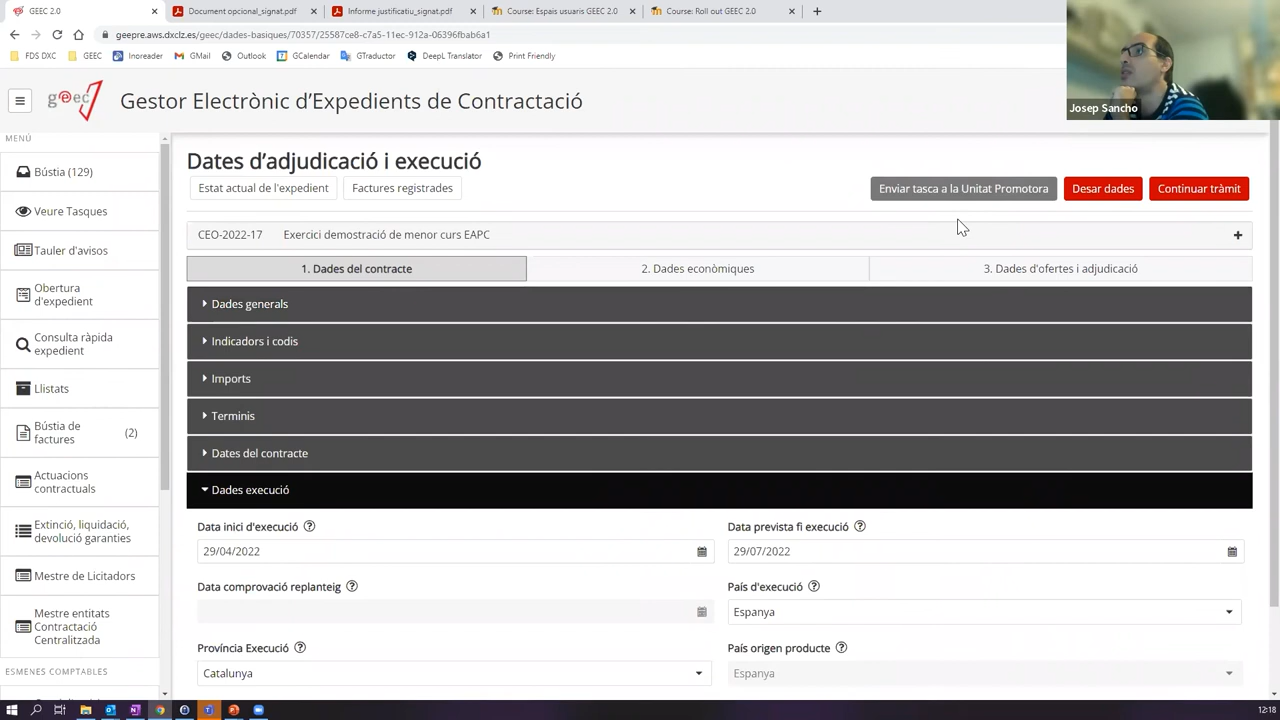 GEEC 2.0
Document opcional_signat.pdf
Informe justificatiu_signat.pdf
Course: Espais usuaris GEEC 2.0
Course: Roll out GEEC 2.0
geepre.aws.dxclz.es/geec/dades-basiques/70357/25587ce8-c7a5-11ec-912a-06396fbab6a1
FDS DXC
GEEC
Inoreader
GMail
Outlook
GCalendar
GTraductor
DeepL Translator
Print Friendly
Josep Sancho
geec
Gestor Electrònic d'Expedients de Contractació
MENÚ
Bústia (129)
Veure Tasques
Tauler d'avisos
Obertura
d'expedient
Consulta ràpida
expedient
Llistats
Bústia de
factures
(2)
Actuacions
contractuals
Extinció, liquidació,
devolució garanties
Mestre de Licitadors
Mestre entitats
Contractació
Centralitzada
ESMENES COMPTABLES
Dates d'adjudicació i execució
Estat actual de l'expedient
Factures registrades
Enviar tasca a la Unitat Promotora
Desar dades
Continuar tràmit
CEO-2022-17 Exercici demostració de menor curs EAPC
1. Dades del contracte
2. Dades econòmiques
3. Dades d'ofertes i adjudicació
Dades generals
Indicadors i codis
Imports
Terminis
Dates del contracte
Dades execució
Data inici d'execució
Data prevista fi execució
29/04/2022
29/07/2022
Data comprovació replanteig
País d'execució
Espanya
Província Execució
País origen producte
Catalunya
Espanya
12:18